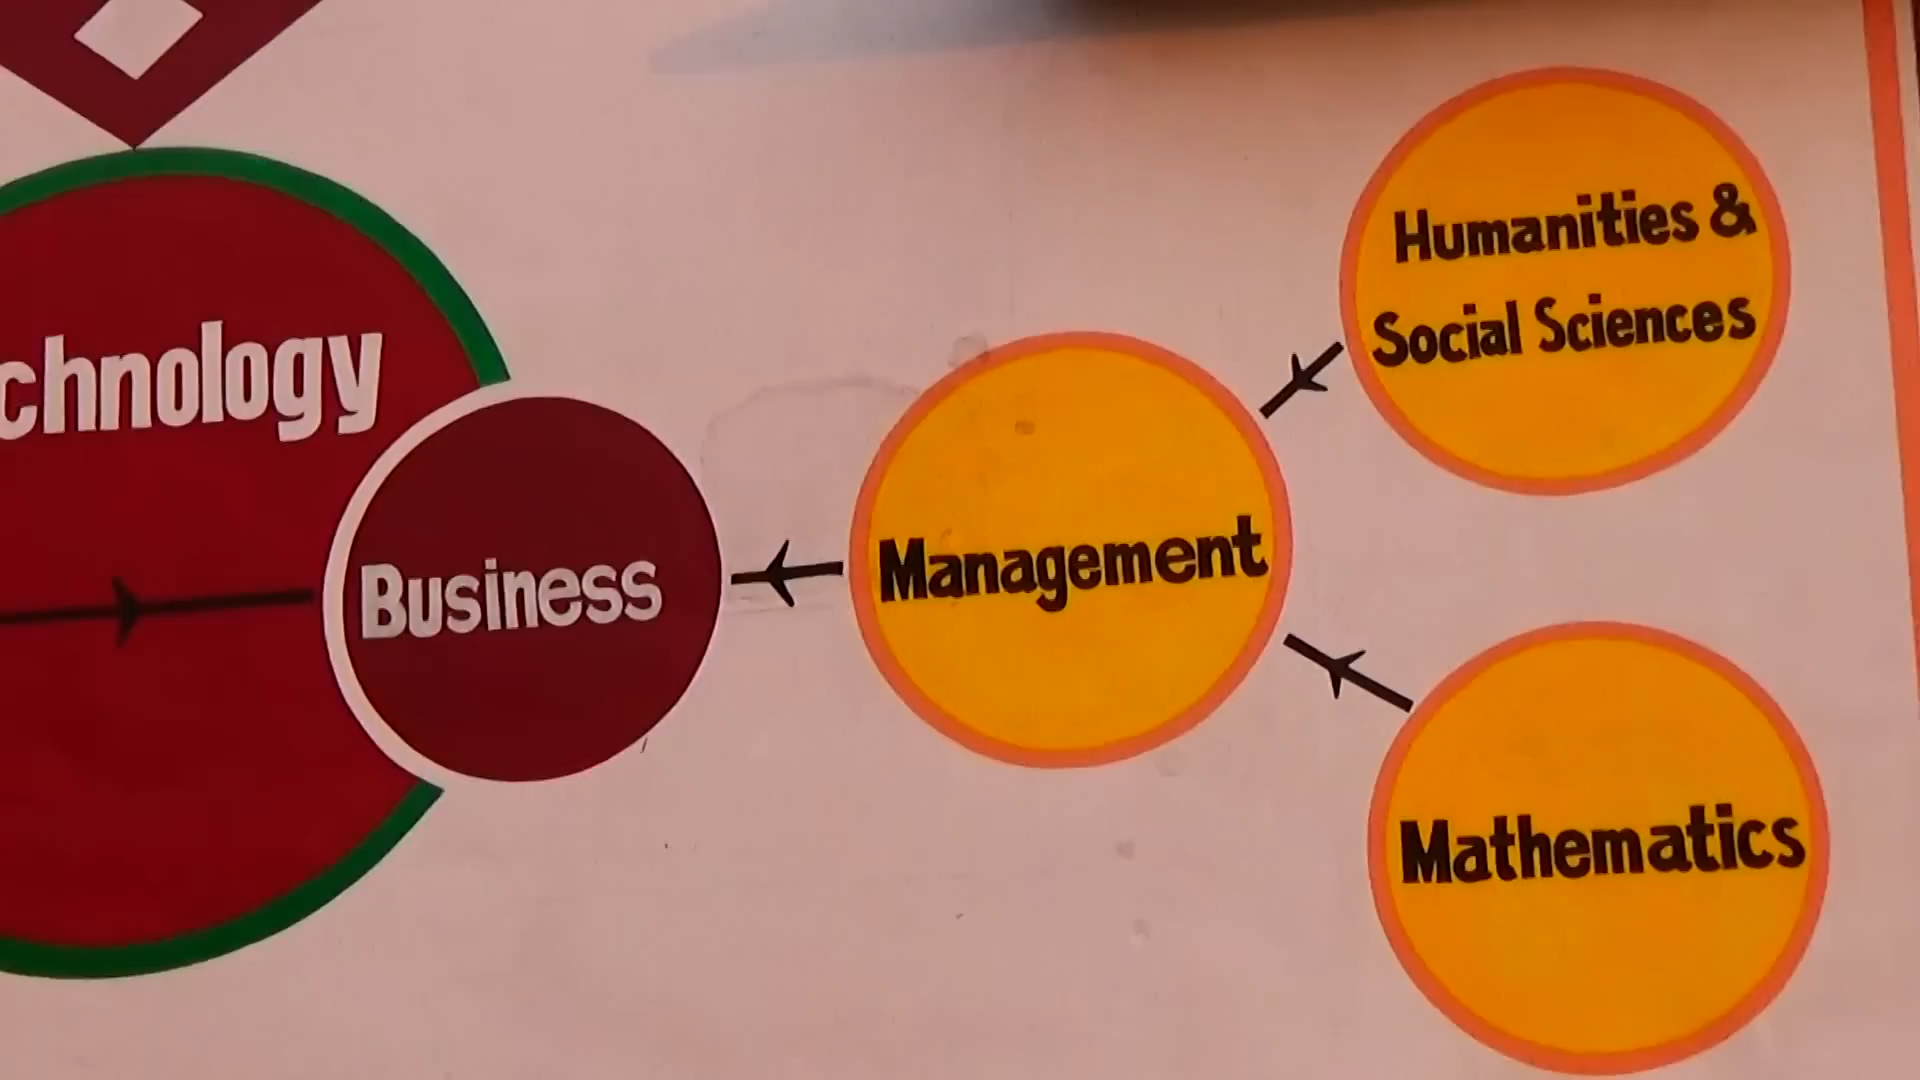 chnology
Business
Management
Humanities &
Social Sciences
Mathematics